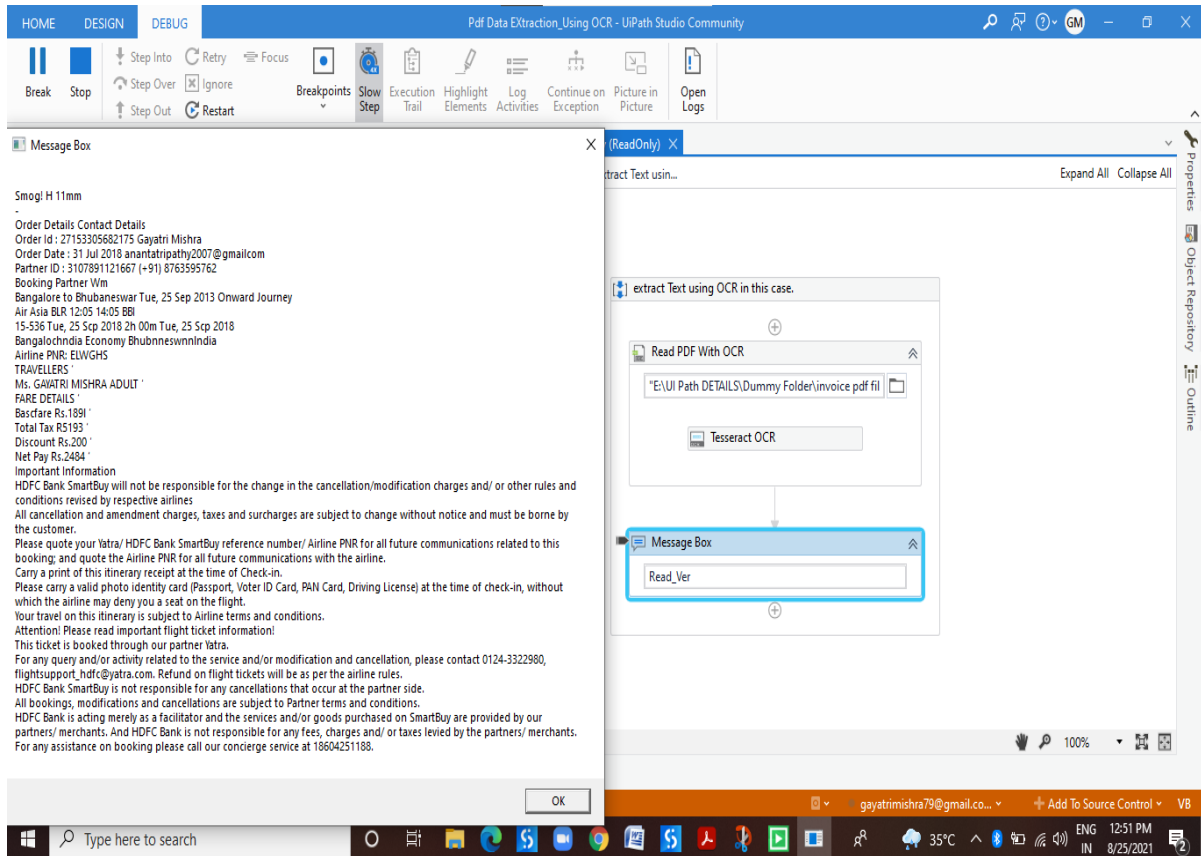 HOME DESIGN DEBUG
Pdf Data EXtraction_Using OCR - UiPath Studio Community
GM
Break
Stop
Step Into
Step Over
Step Out
Retry
Ignore
Restart
Focus
Breakpoints
Slow Step
Execution Trail
Highlight Elements
Log Activities
Continue on Exception
Picture in Picture
Open Logs
Message Box
Smog! H 11mm
-
Order Details Contact Details
Order Id : 27153305682175 Gayatri Mishra
Order Date : 31 Jul 2018 anantatripathy2007@gmailcom
Partner ID : 3107891121667 (+91) 8763595762
Booking Partner Wm
Bangalore to Bhubaneswar Tue, 25 Sep 2013 Onward Journey
Air Asia BLR 12:05 14:05 BBI
15-536 Tue, 25 Scp 2018 2h 00m Tue, 25 Scp 2018
Bangalochndia Economy BhubnneswnnIndia
Airline PNR: ELWGHS
TRAVELLERS '
Ms. GAYATRI MISHRA ADULT '
FARE DETAILS '
Bascfare Rs.189l '
Total Tax R5193 '
Discount Rs.200 '
Net Pay Rs.2484 '
Important Information
HDFC Bank SmartBuy will not be responsible for the change in the cancellation/modification charges and/ or other rules and
conditions revised by respective airlines
All cancellation and amendment charges, taxes and surcharges are subject to change without notice and must be borne by
the customer.
Please quote your Yatra/ HDFC Bank SmartBuy reference number/ Airline PNR for all future communications related to this
booking; and quote the Airline PNR for all future communications with the airline.
Carry a print of this itinerary receipt at the time of Check-in.
Please carry a valid photo identity card (Passport, Voter ID Card, PAN Card, Driving License) at the time of check-in, without
which the airline may deny you a seat on the flight.
Your travel on this itinerary is subject to Airline terms and conditions.
Attention! Please read important flight ticket information!
This ticket is booked through our partner Yatra.
For any query and/or activity related to the service and/or modification and cancellation, please contact 0124-3322980,
flightsupport_hdfc@yatra.com. Refund on flight tickets will be as per the airline rules.
HDFC Bank SmartBuy is not responsible for any cancellations that occur at the partner side.
All bookings, modifications and cancellations are subject to Partner terms and conditions.
HDFC Bank is acting merely as a facilitator and the services and/or goods purchased on SmartBuy are provided by our
partners/ merchants. And HDFC Bank is not responsible for any fees, charges and/ or taxes levied by the partners/ merchants.
For any assistance on booking please call our concierge service at 18604251188.
OK
(ReadOnly)
tract Text usin...
Expand All Collapse All
extract Text using OCR in this case.
Read PDF With OCR
"E:\UI Path DETAILS\Dummy Folder\invoice pdf fil
Tesseract OCR
Message Box
Read_Ver
100%
Properties
Object Repository
Outline
gayatrimishra79@gmail.co...
Add To Source Control
VB
Type here to search
35°C
ENG
IN
12:51 PM
8/25/2021
2